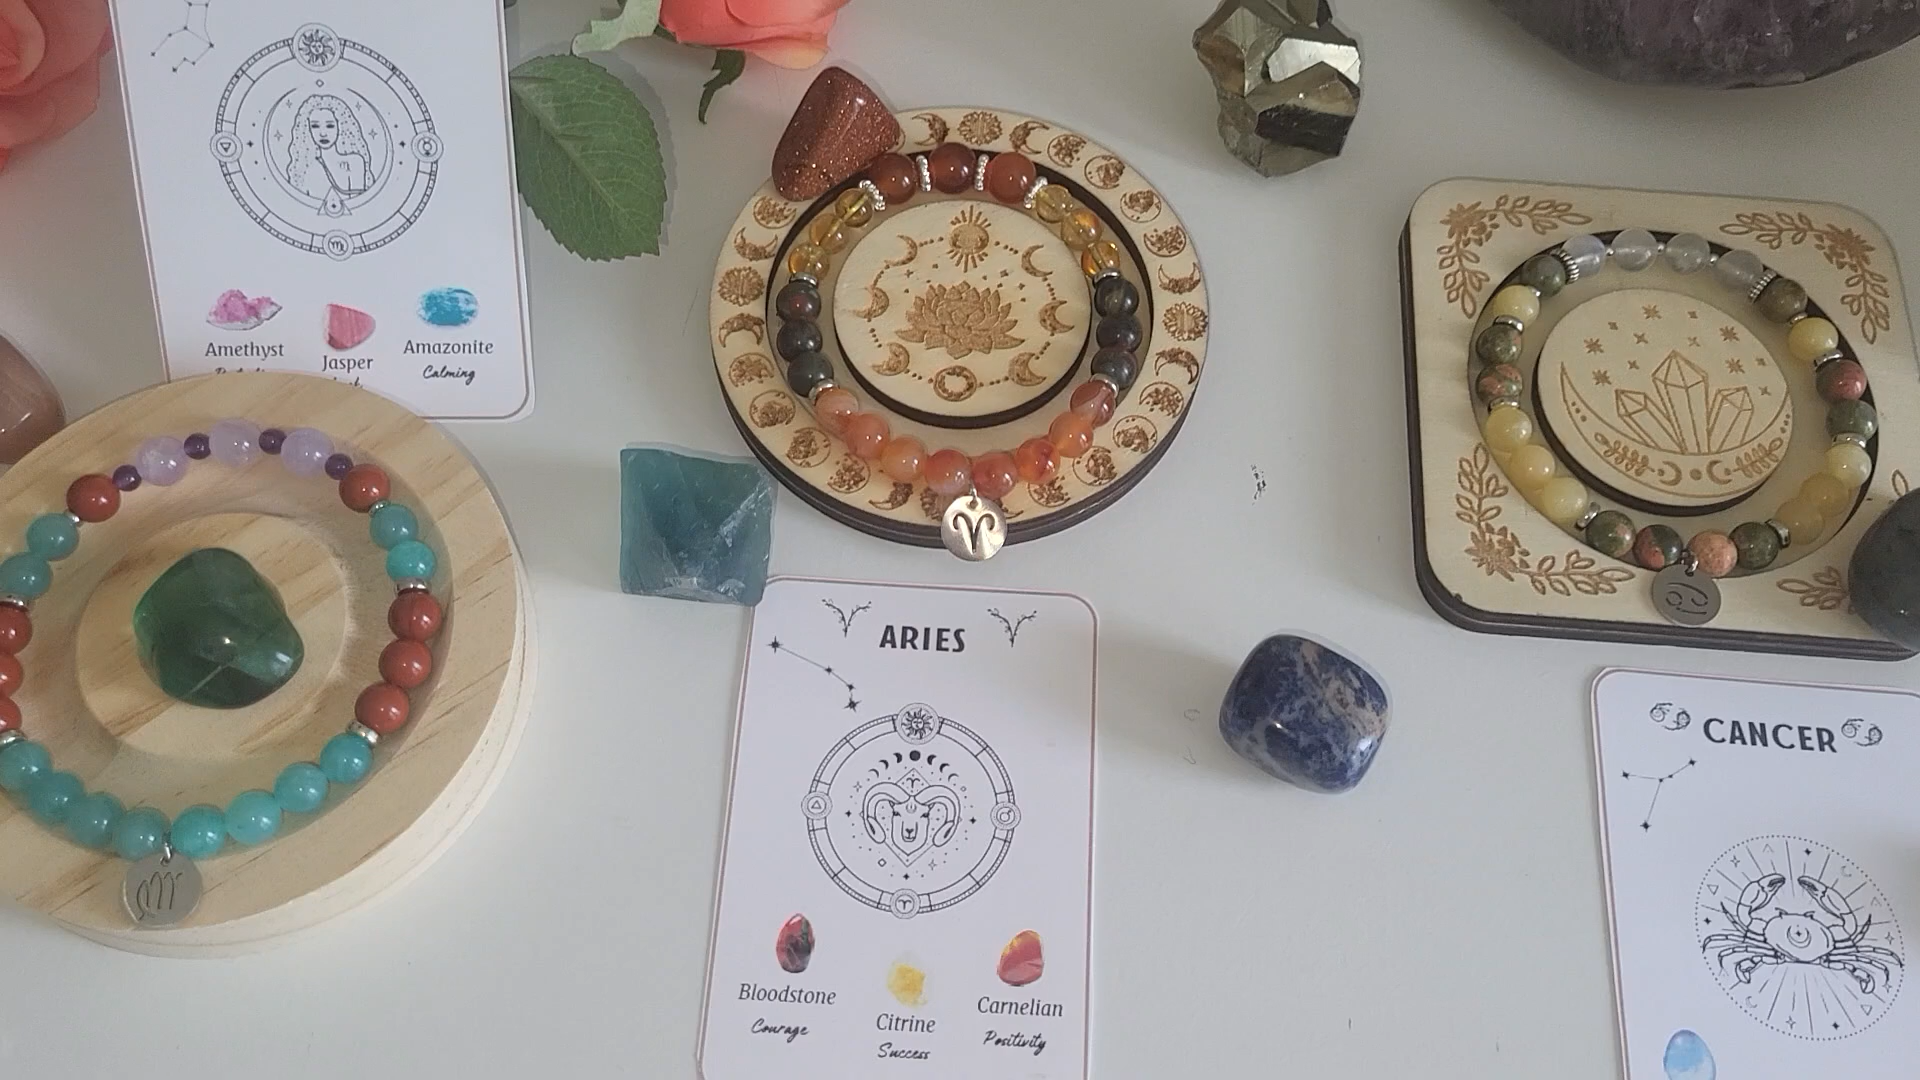 Amethyst
Jasper
Amazonite
Calming
ARIES
Bloodstone
Courage
Citrine
Success
Carnelian
Positivity
CANCER